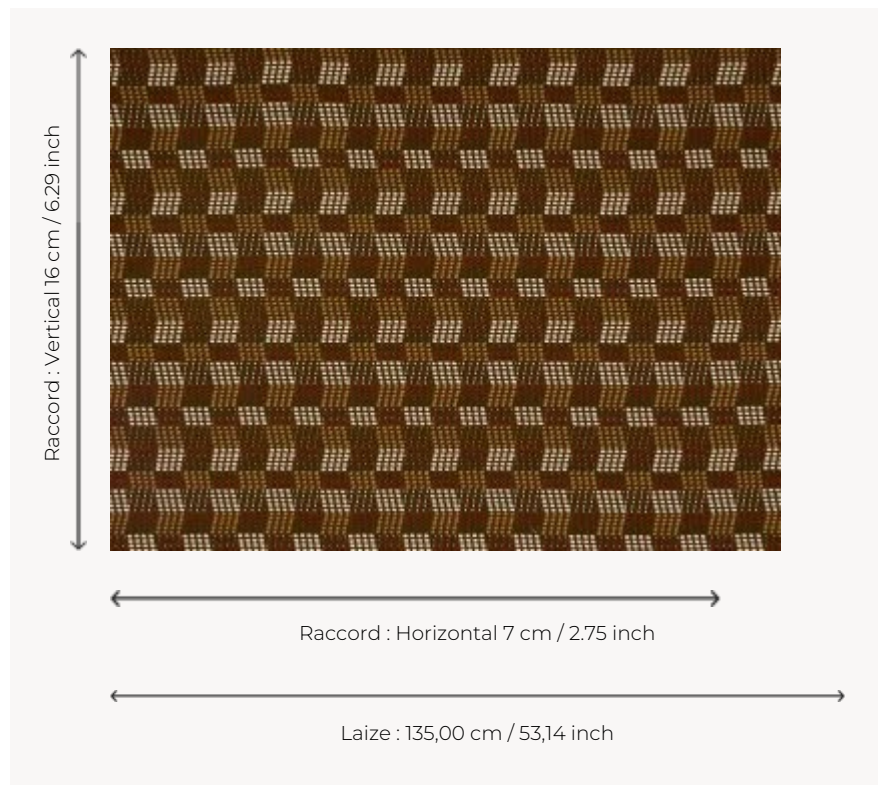 Raccord : Vertical 16 cm / 6.29 inch
Raccord : Horizontal 7 cm / 2.75 inch
Laize : 135,00 cm / 53,14 inch